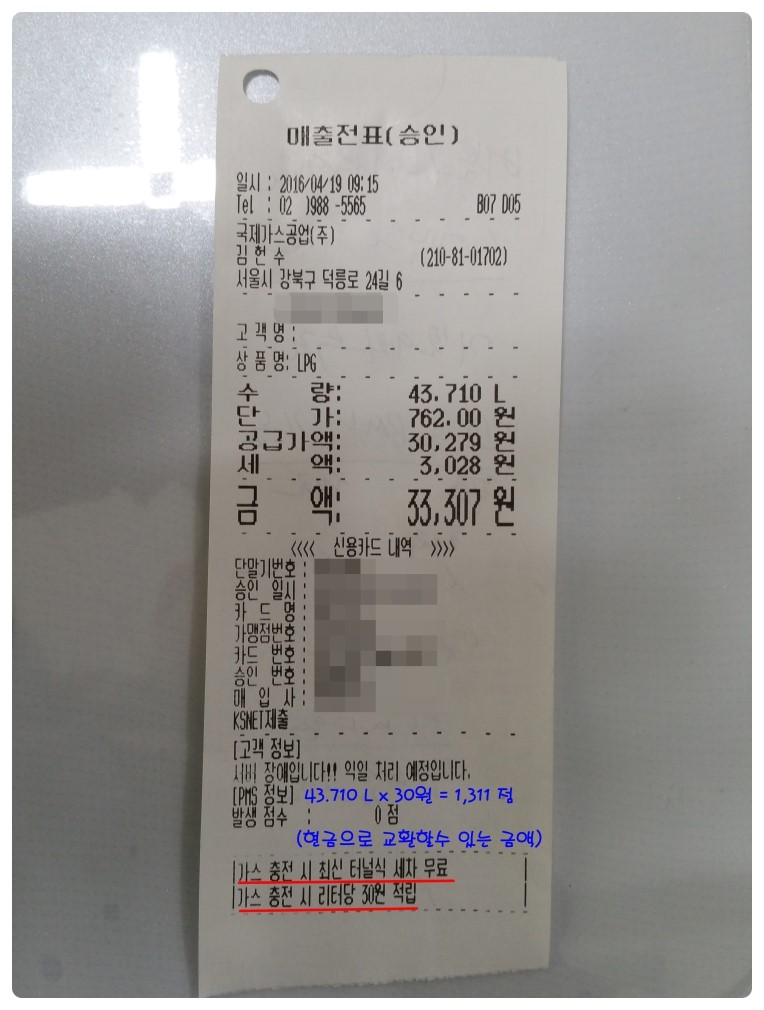 매출전표(승인)
일시 : 2016/04/19 09:15
Tel : 02 )988 -5565 B07 D05
국제가스공업(주)
김 헌 수 (210-81-01702)
서울시 강북구 덕릉로 24길 6
고 객 명 :
상 품 명: LPG
수 량: 43.710 L
단 가: 762.00 원
공급가액: 30,279 원
세 액: 3,028 원
금 액: 33,307 원
<<<< 신용카드 내역 >>>>
단말기번호 :
승인 일시 :
카 드 명 :
가맹점번호 :
카드 번호 :
승인 번호 :
매 입 사 :
KSNET제출
[고객 정보]
서버 장애입니다!! 익일 처리 예정입니다.
[PMS 정보] 43.710 L x 30원 = 1,311 점
발생 점수 : 0 점
(현금으로 교환할수 있는 금액)
가스 충전 시 최신 터널식 세차 무료
가스 충전 시 리터당 30원 적립